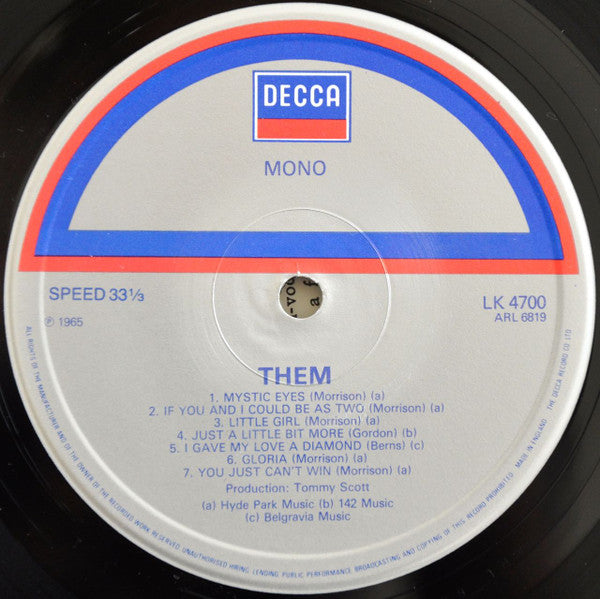 DECCA
MONO
SPEED 33⅓
℗ 1965
LK 4700
ARL 6819
THEM
1. MYSTIC EYES (Morrison) (a)
2. IF YOU AND I COULD BE AS TWO (Morrison) (a)
3. LITTLE GIRL (Morrison) (a)
4. JUST A LITTLE BIT MORE (Gordon) (b)
5. I GAVE MY LOVE A DIAMOND (Berns) (c)
6. GLORIA (Morrison) (a)
7. YOU JUST CAN'T WIN (Morrison) (a)
Production: Tommy Scott
(a) Hyde Park Music (b) 142 Music
(c) Belgravia Music
ALL RIGHTS OF THE MANUFACTURER AND OF THE OWNER OF THE RECORDED WORK RESERVED. UNAUTHORISED HIRING, LENDING, PUBLIC PERFORMANCE, BROADCASTING AND COPYING OF THIS RECORD PROHIBITED. MADE IN ENGLAND. THE DECCA RECORD CO LTD